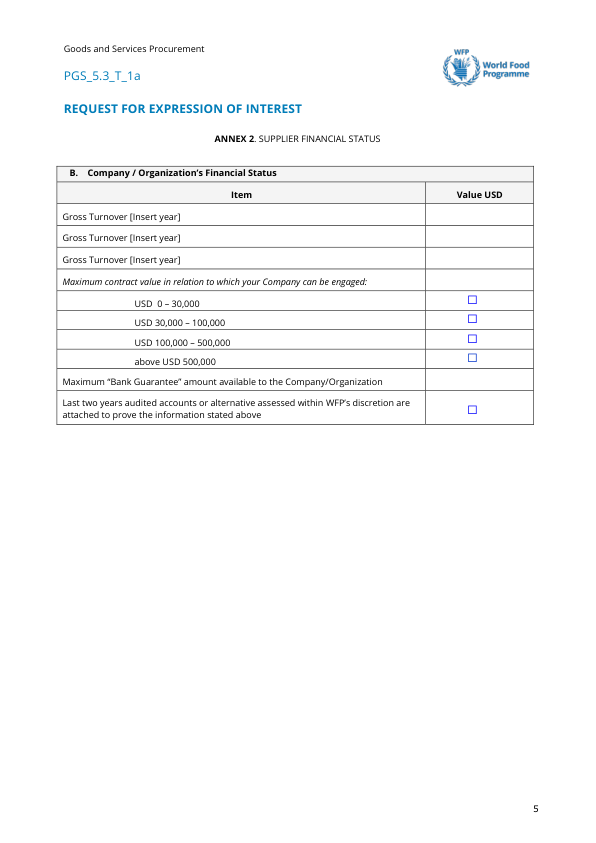 Goods and Services Procurement
WFP
World Food
Programme
PGS_5.3_T_1a
REQUEST FOR EXPRESSION OF INTEREST
ANNEX 2. SUPPLIER FINANCIAL STATUS
B. Company / Organization’s Financial Status
Item Value USD
Gross Turnover [Insert year]
Gross Turnover [Insert year]
Gross Turnover [Insert year]
Maximum contract value in relation to which your Company can be engaged:
USD 0 – 30,000 ☐
USD 30,000 – 100,000 ☐
USD 100,000 – 500,000 ☐
above USD 500,000 ☐
Maximum “Bank Guarantee” amount available to the Company/Organization
Last two years audited accounts or alternative assessed within WFP’s discretion are
attached to prove the information stated above ☐
5